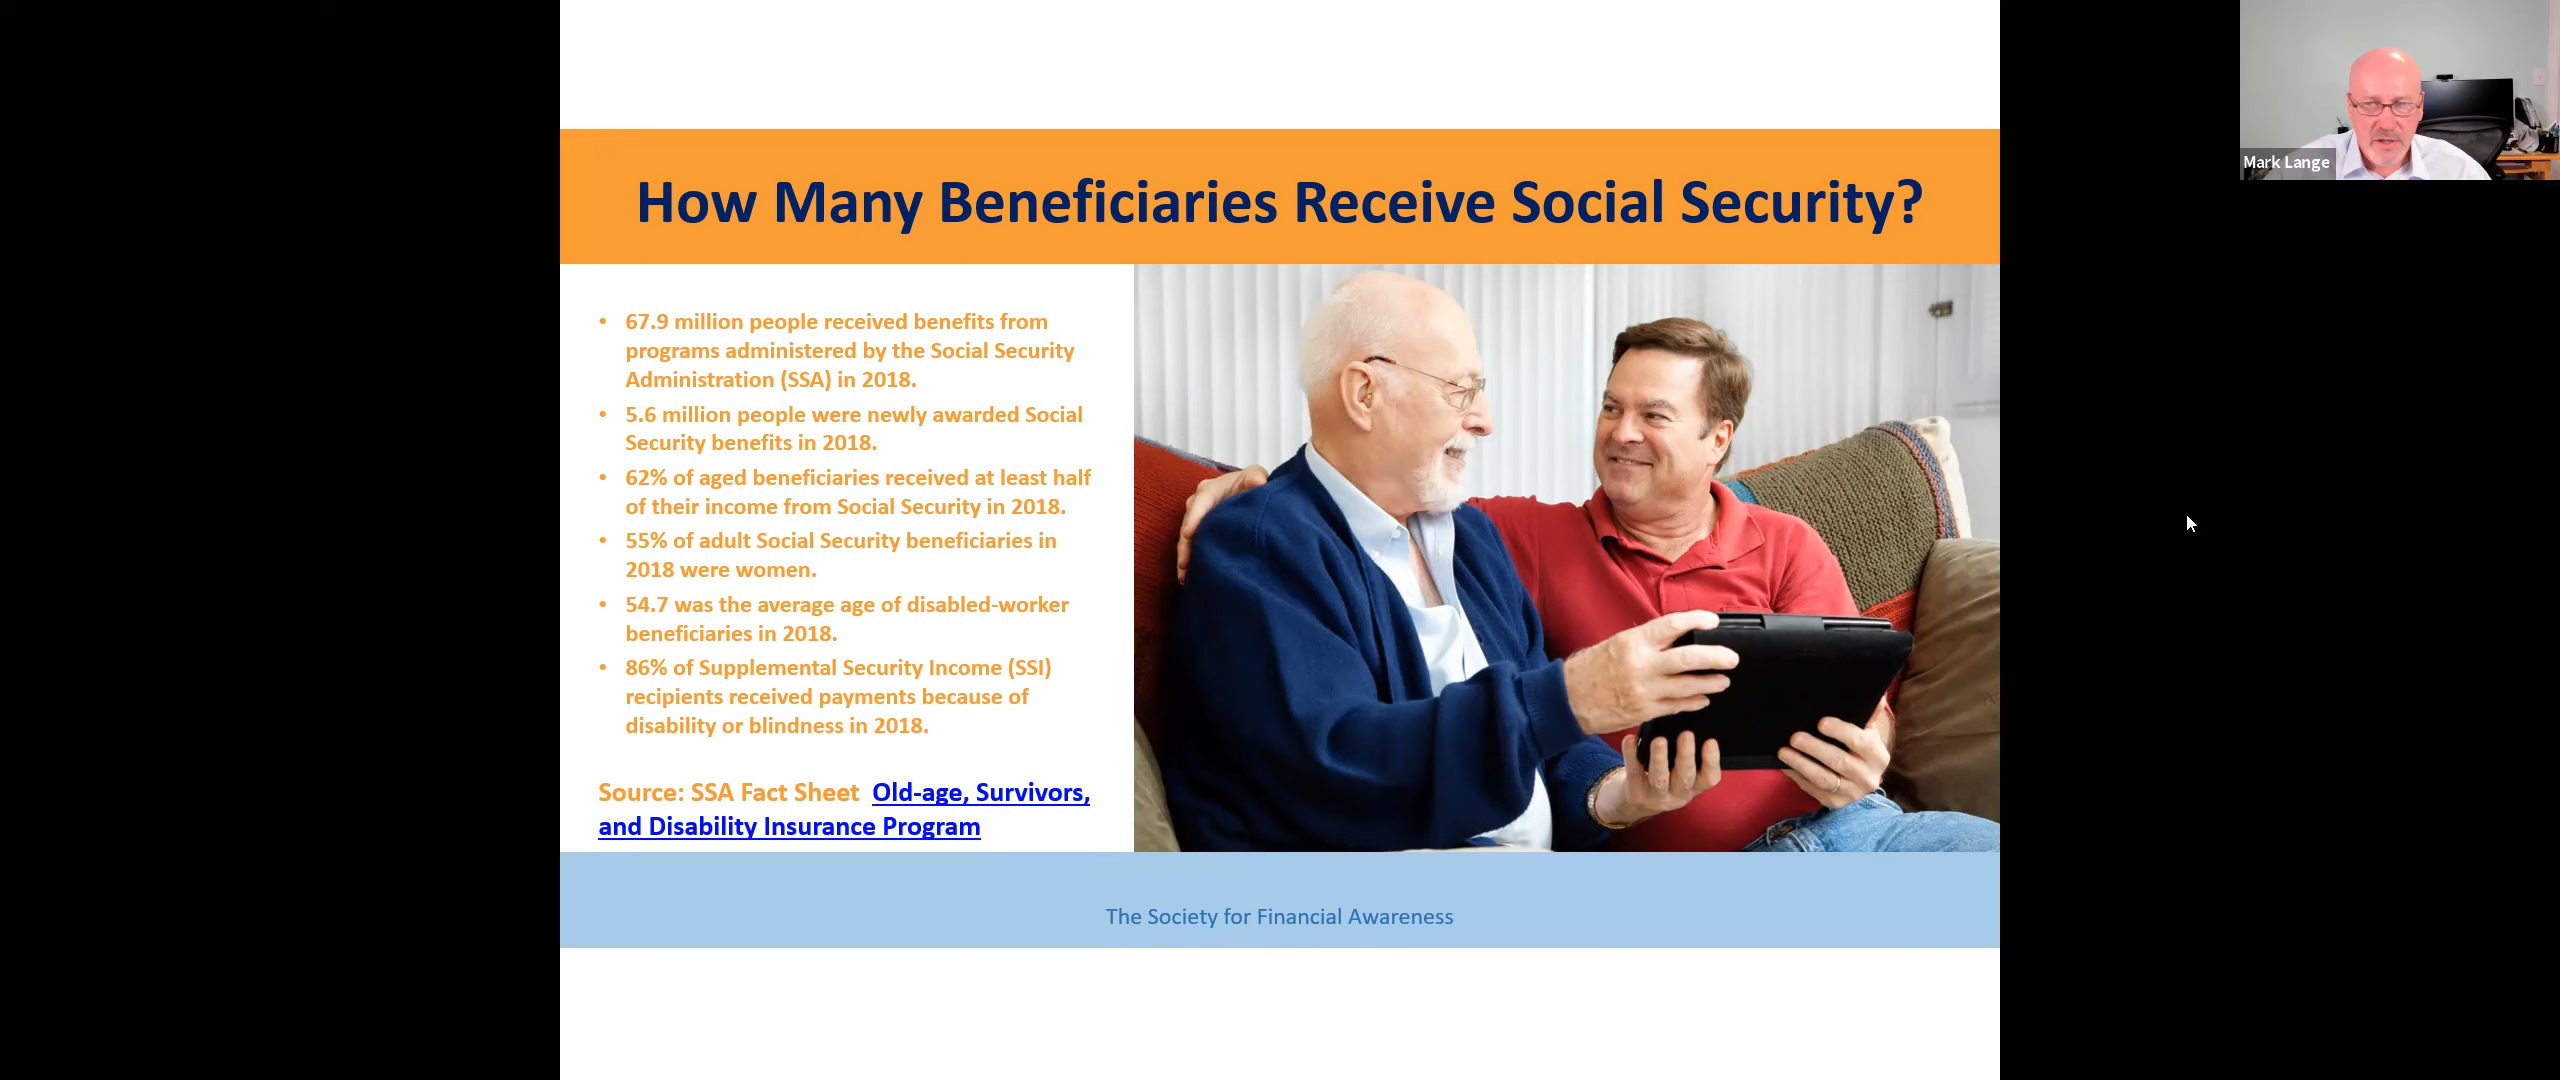 How Many Beneficiaries Receive Social Security?
Mark Lange
• 67.9 million people received benefits from
programs administered by the Social Security
Administration (SSA) in 2018.
• 5.6 million people were newly awarded Social
Security benefits in 2018.
• 62% of aged beneficiaries received at least half
of their income from Social Security in 2018.
• 55% of adult Social Security beneficiaries in
2018 were women.
• 54.7 was the average age of disabled-worker
beneficiaries in 2018.
• 86% of Supplemental Security Income (SSI)
recipients received payments because of
disability or blindness in 2018.
Source: SSA Fact Sheet Old-age, Survivors,
and Disability Insurance Program
The Society for Financial Awareness